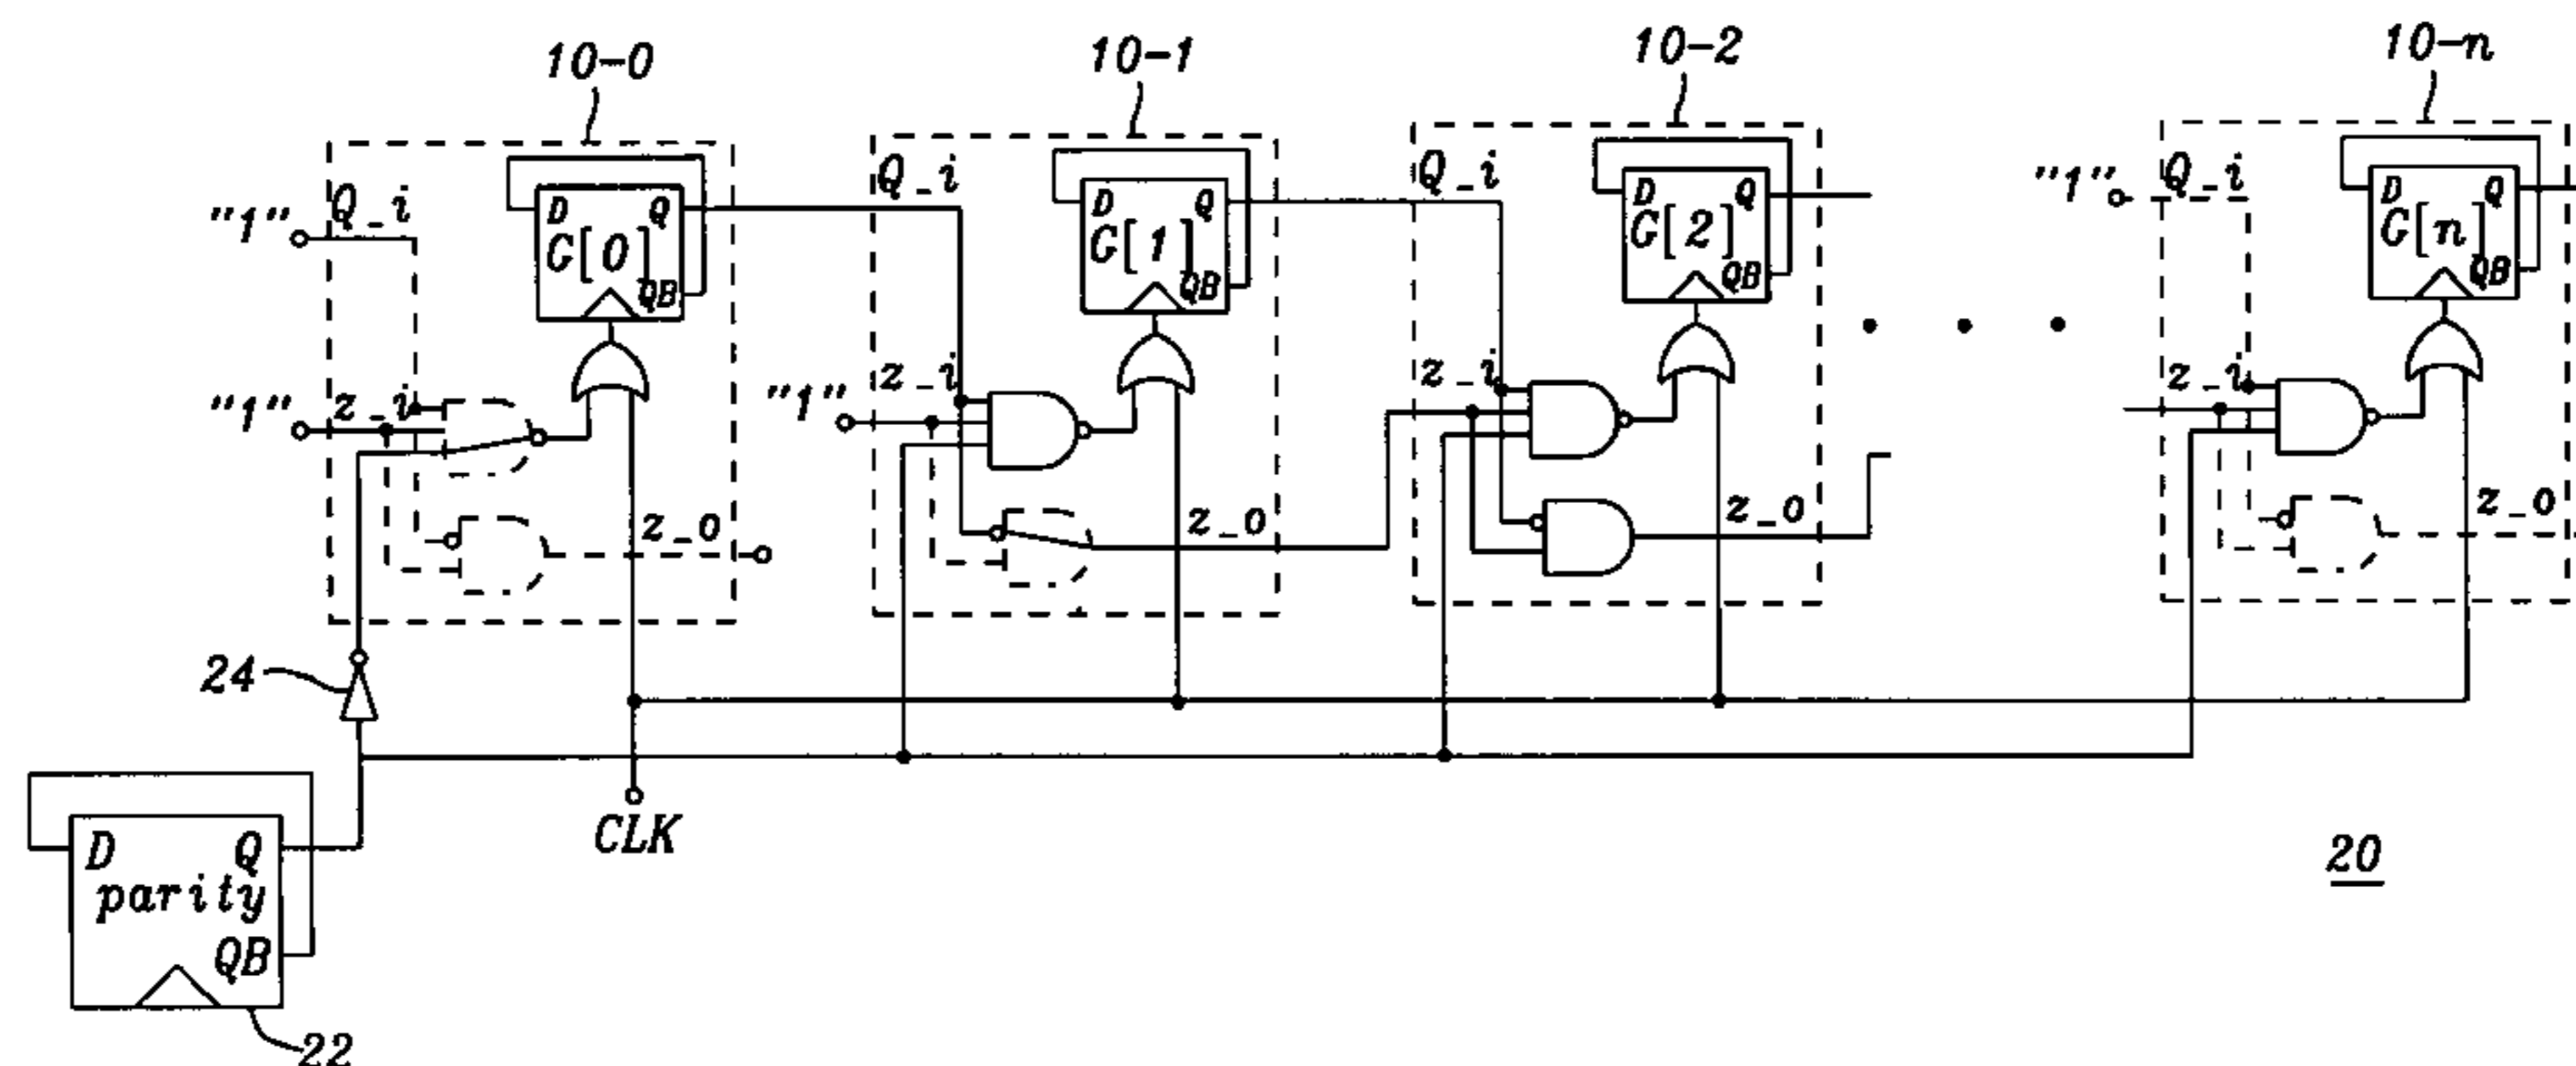 10-0
10-1
10-2
10-n
"1"
Q_i
D
Q
G[0]
QB
"1"
z_i
z_o
Q_i
D
Q
G[1]
QB
"1"
z_i
z_o
Q_i
D
Q
G[2]
QB
z_i
z_o
"1"
Q_i
D
Q
G[n]
QB
z_i
z_o
24
CLK
D
Q
parity
QB
22
20